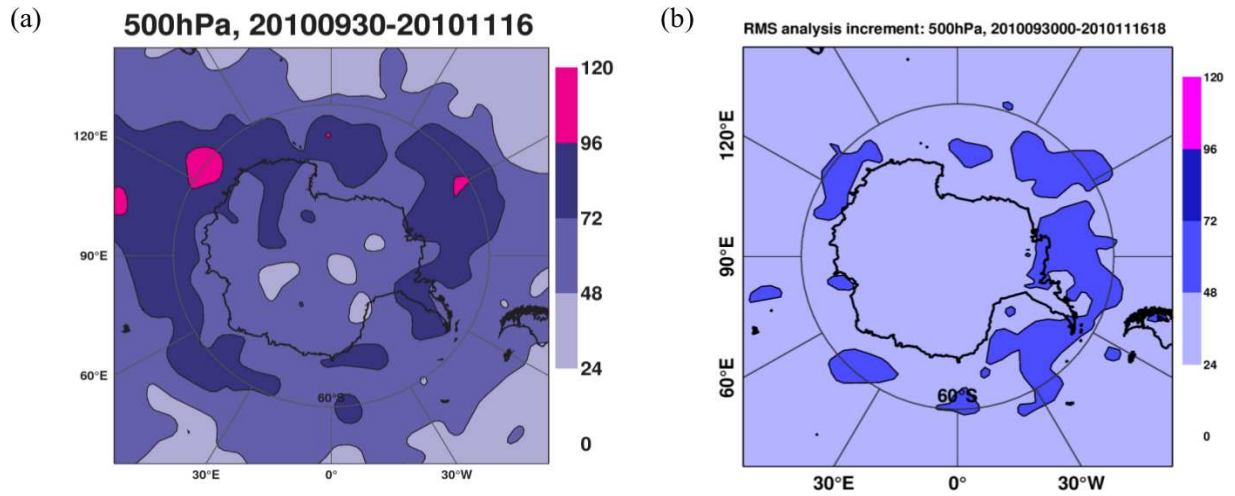 (a)
500hPa, 20100930-20101116
120
96
72
48
24
0
120°E
90°E
60°E
60°S
30°E
0°
30°W
(b)
RMS analysis increment: 500hPa, 2010093000-2010111618
120
96
72
48
24
0
120°E
90°E
60°E
60°S
30°E
0°
30°W